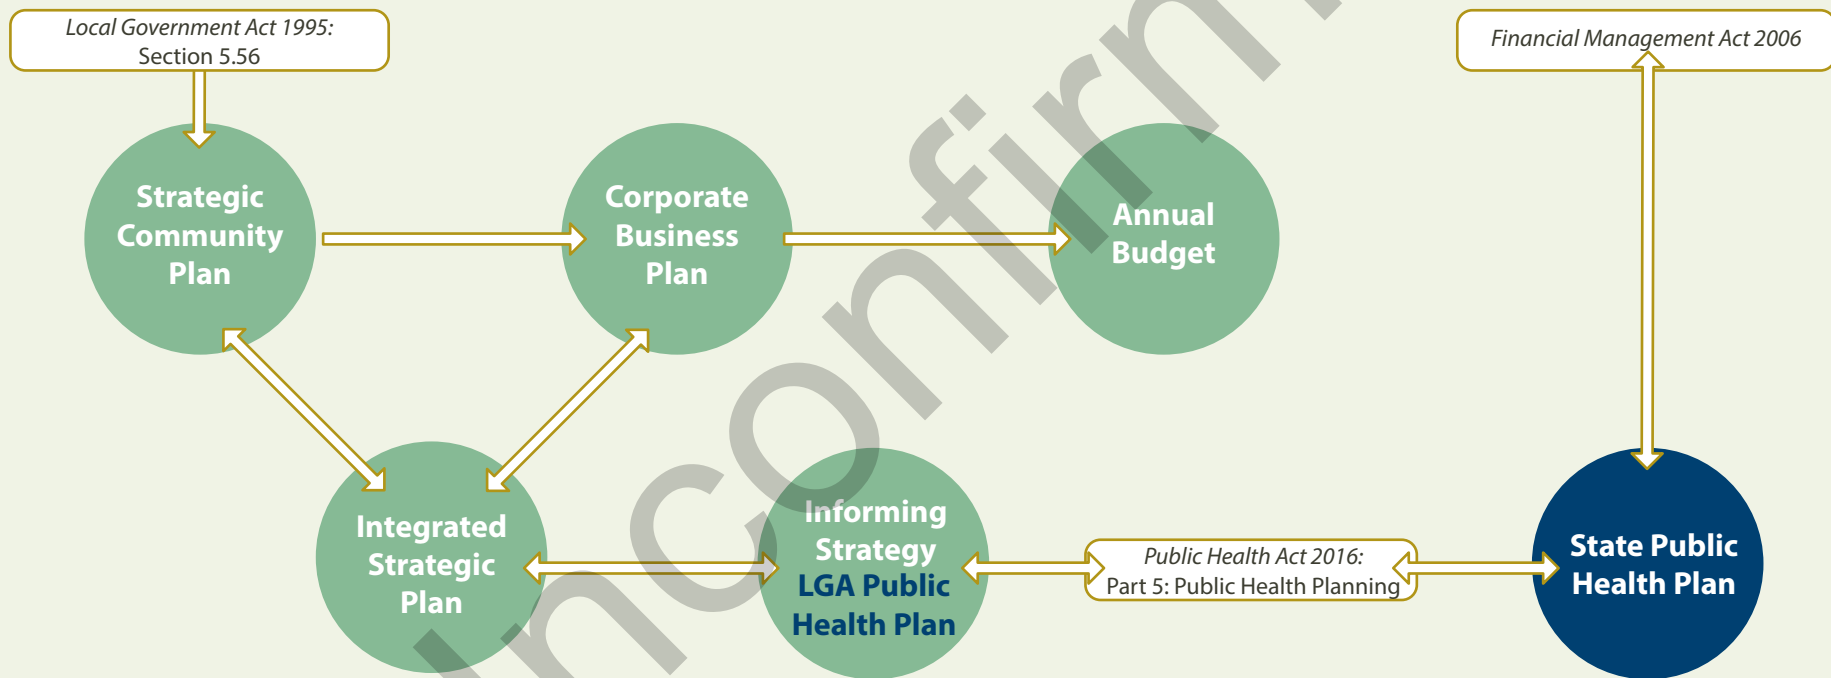 Local Government Act 1995:
Section 5.56
Financial Management Act 2006
Strategic
Community
Plan
Corporate
Business
Plan
Annual
Budget
Integrated
Strategic
Plan
Informing
Strategy
LGA Public
Health Plan
Public Health Act 2016:
Part 5: Public Health Planning
State Public
Health Plan